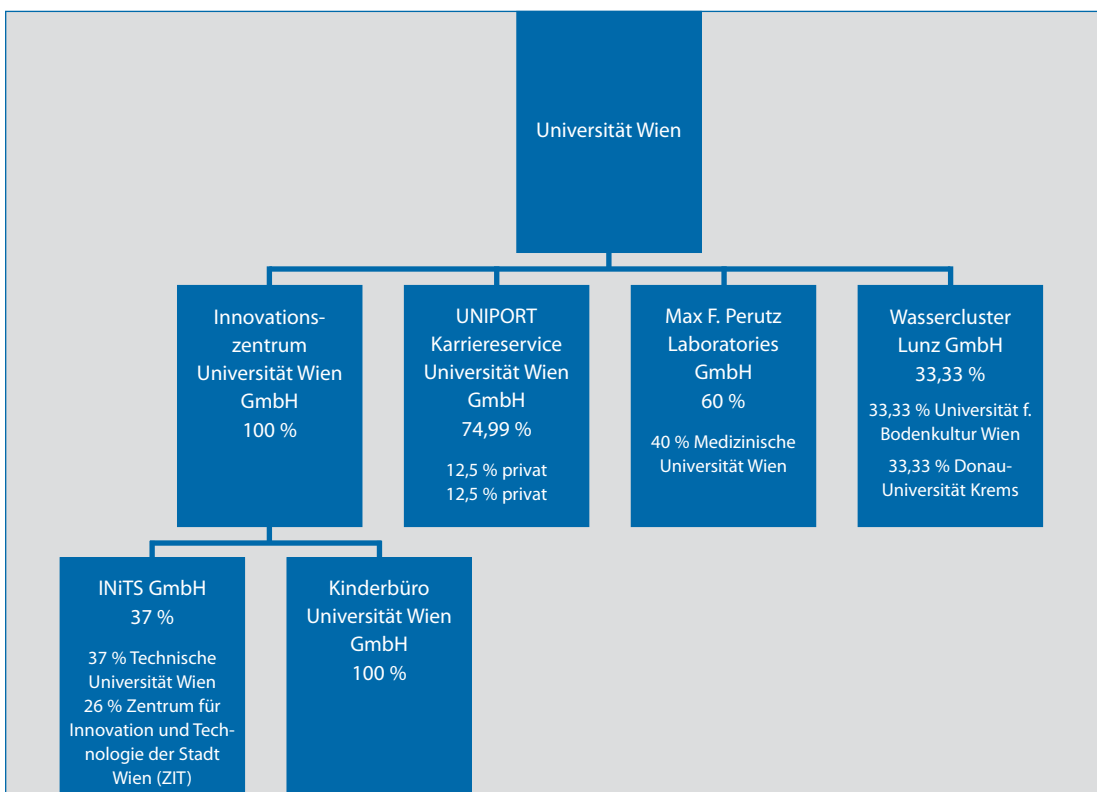 Universität Wien
Innovations-
zentrum
Universität Wien
GmbH
100 %
UNIPORT
Karriereservice
Universität Wien
GmbH
74,99 %
12,5 % privat
12,5 % privat
Max F. Perutz
Laboratories
GmbH
60 %
40 % Medizinische
Universität Wien
Wassercluster
Lunz GmbH
33,33 %
33,33 % Universität f.
Bodenkultur Wien
33,33 % Donau-
Universität Krems
INiTS GmbH
37 %
37 % Technische
Universität Wien
26 % Zentrum für
Innovation und Tech-
nologie der Stadt
Wien (ZIT)
Kinderbüro
Universität Wien
GmbH
100 %